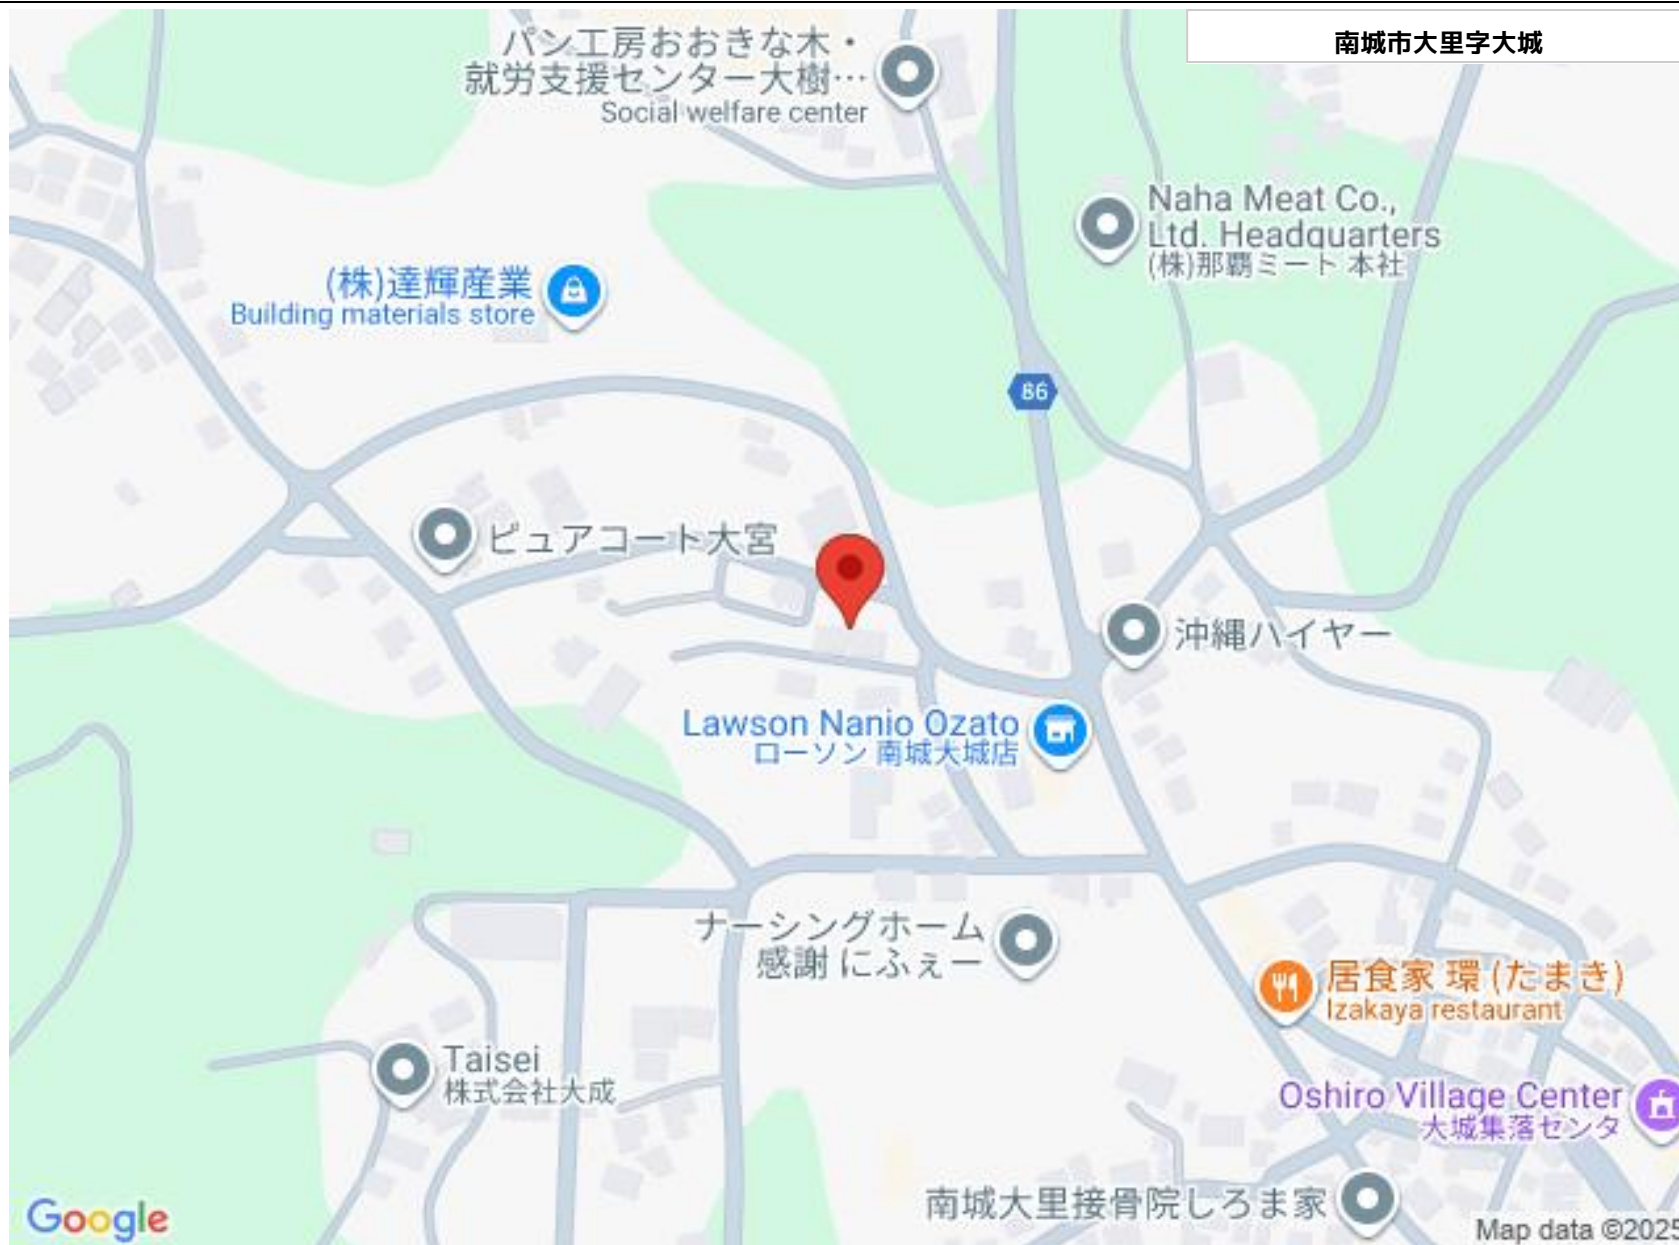 南城市大里字大城
パン工房おおきな木・
就労支援センター大樹…
Social welfare center
Naha Meat Co.,
Ltd. Headquarters
(株)那覇ミート 本社
(株)達輝産業
Building materials store
86
ピュアコート大宮
沖縄ハイヤー
Lawson Nanjo Ozato
ローソン 南城大城店
ナーシングホーム
感謝 にふぇー
居食家 環 (たまき)
Izakaya restaurant
Taisei
株式会社大成
Oshiro Village Center
大城集落センタ
南城大里接骨院しろま家
Google
Map data ©2025